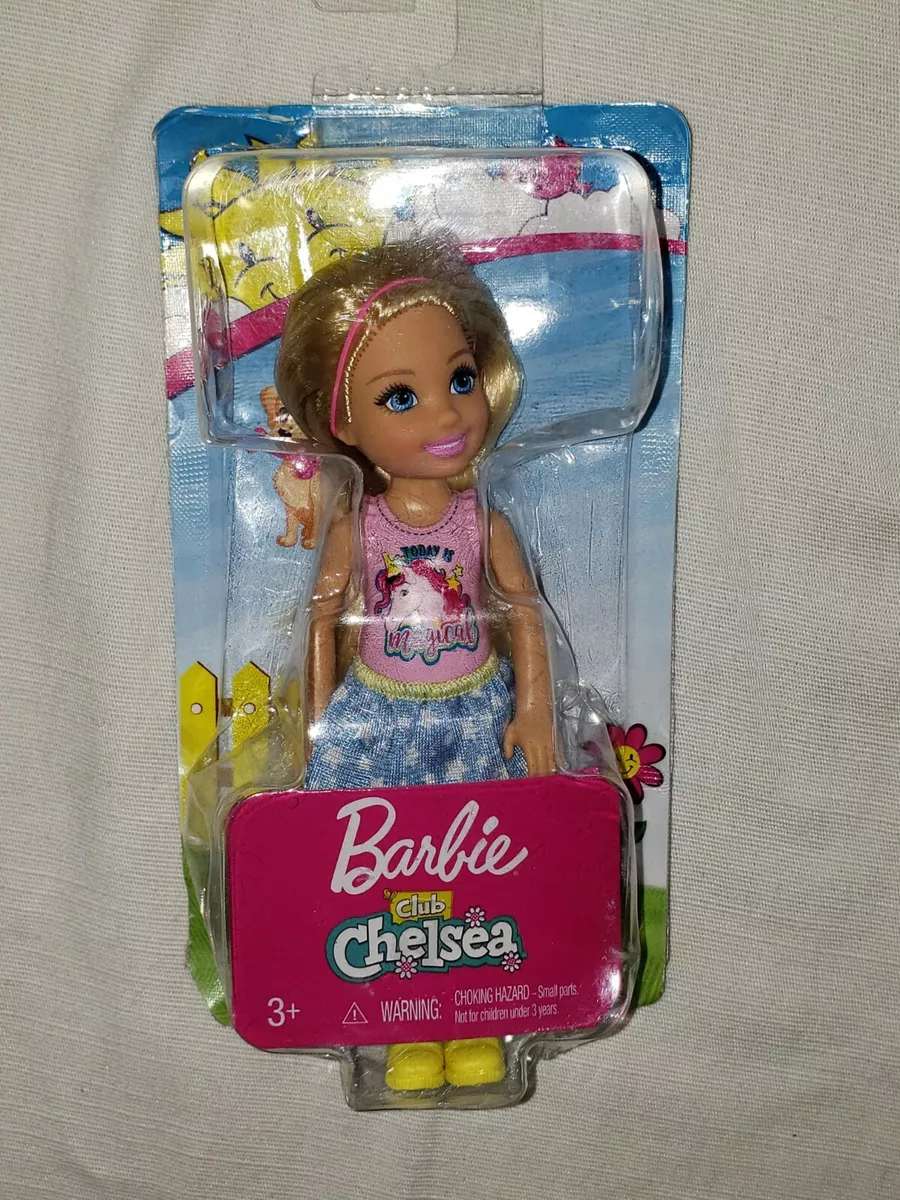 TODAY IS
magical
Barbie
Club
Chelsea
3+
WARNING:
CHOKING HAZARD - Small parts.
Not for children under 3 years.